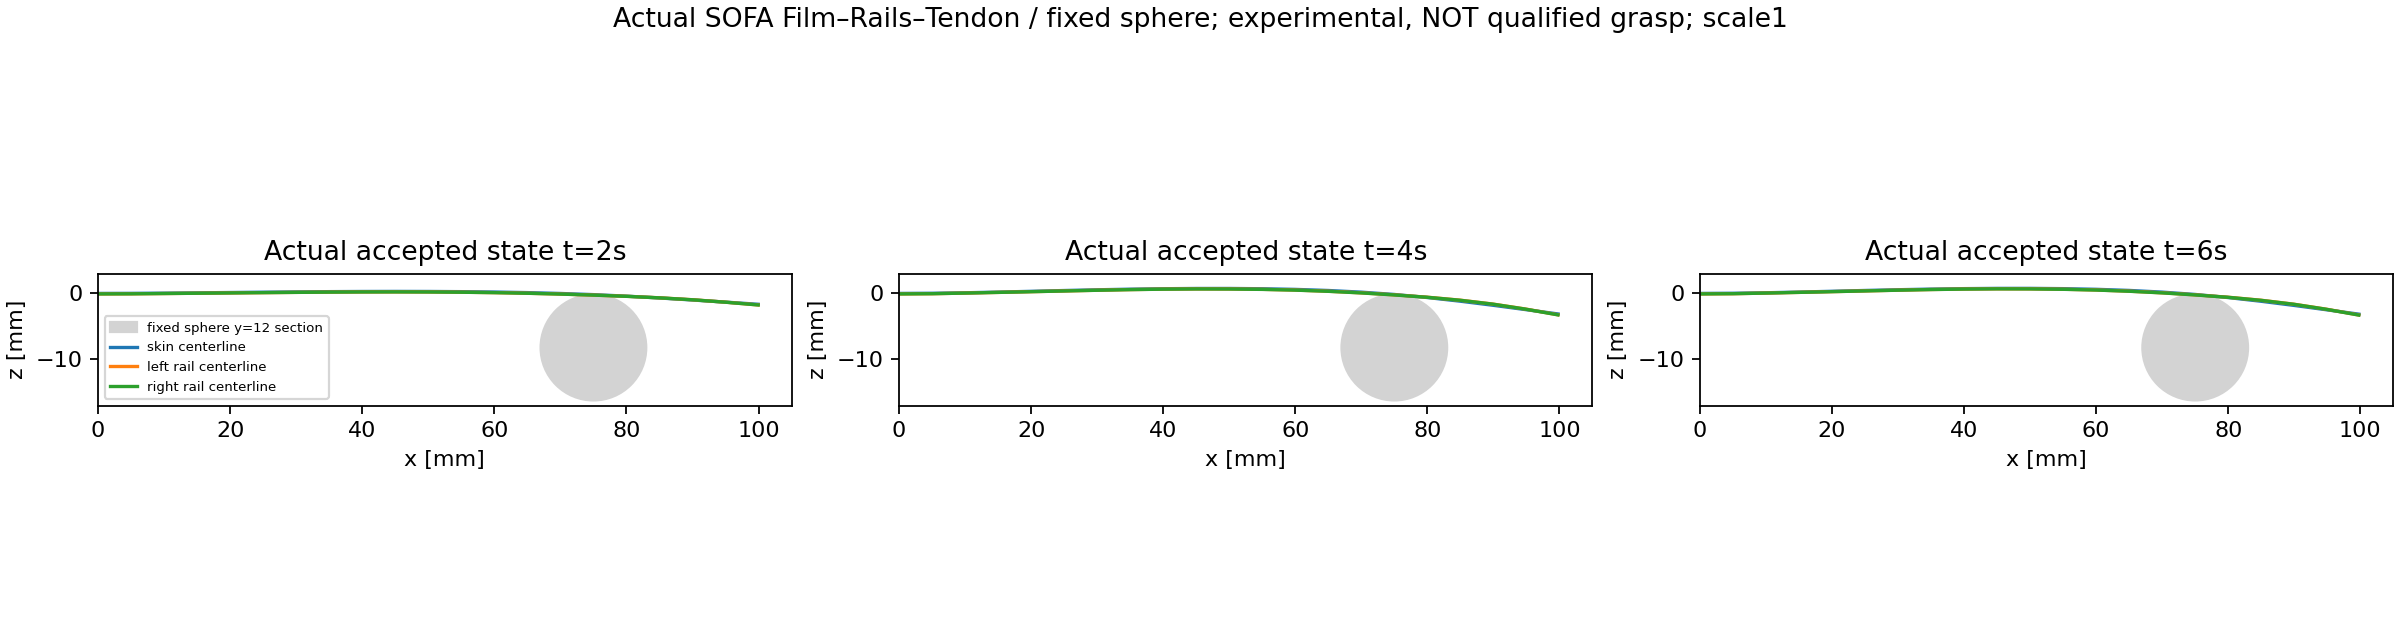 Actual SOFA Film–Rails–Tendon / fixed sphere; experimental, NOT qualified grasp; scale1
Actual accepted state t=2s
z [mm]
0
−10
fixed sphere y=12 section
skin centerline
left rail centerline
right rail centerline
0 20 40 60 80 100
x [mm]
Actual accepted state t=4s
z [mm]
0
−10
0 20 40 60 80 100
x [mm]
Actual accepted state t=6s
z [mm]
0
−10
0 20 40 60 80 100
x [mm]